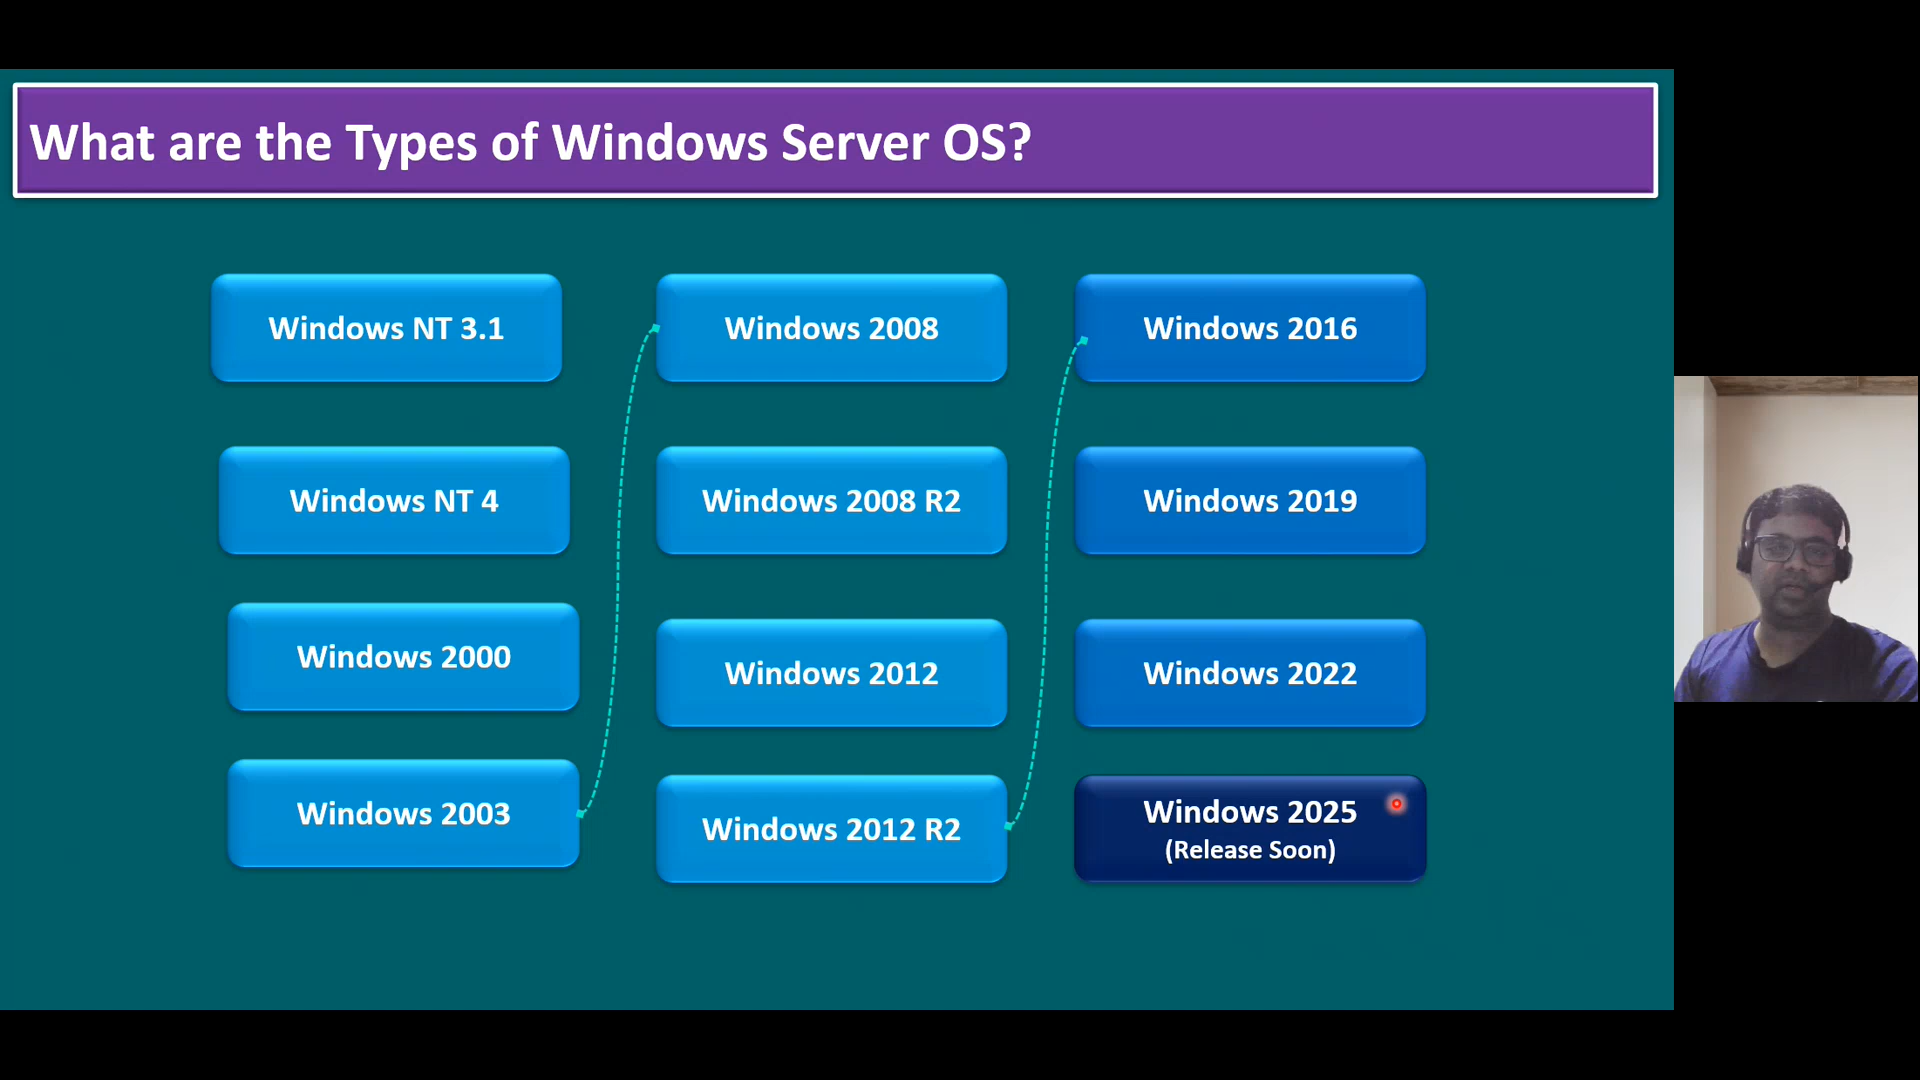 What are the Types of Windows Server OS?
Windows NT 3.1
Windows NT 4
Windows 2000
Windows 2003
Windows 2008
Windows 2008 R2
Windows 2012
Windows 2012 R2
Windows 2016
Windows 2019
Windows 2022
Windows 2025
(Release Soon)